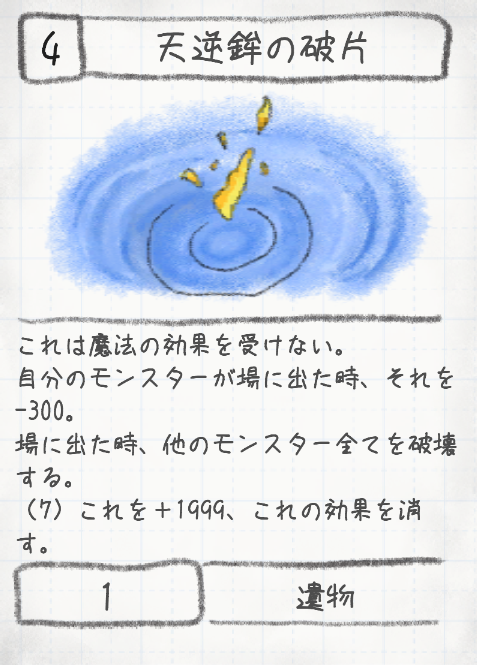 4
天逆鉾の破片
これは魔法の効果を受けない。
自分のモンスターが場に出た時、それを
-300。
場に出た時、他のモンスター全てを破壊
する。
（7）これを＋1999、これの効果を消
す。
1
遺物